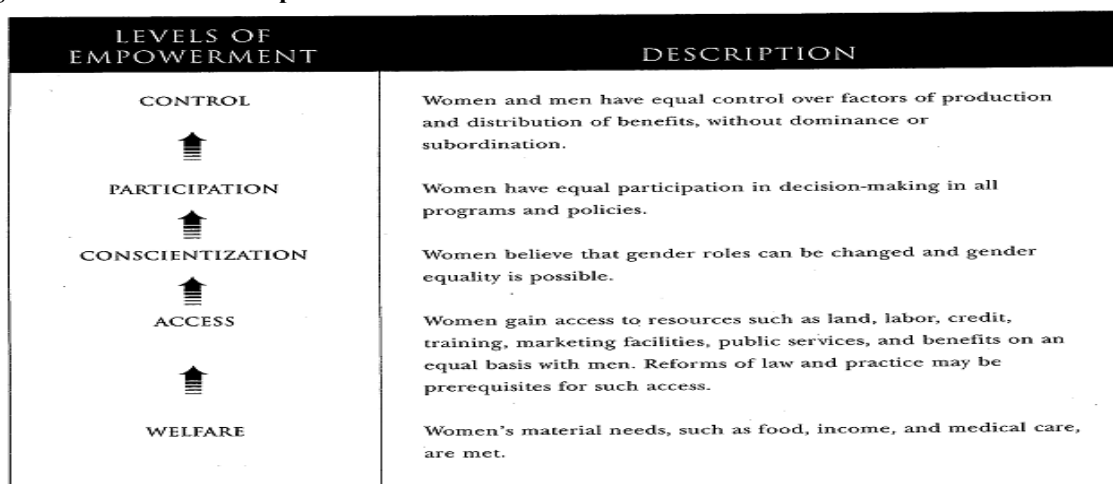 LEVELS OF
EMPOWERMENT
DESCRIPTION
CONTROL
Women and men have equal control over factors of production
and distribution of benefits, without dominance or
subordination.
PARTICIPATION
Women have equal participation in decision-making in all
programs and policies.
CONSCIENTIZATION
Women believe that gender roles can be changed and gender
equality is possible.
ACCESS
Women gain access to resources such as land, labor, credit,
training, marketing facilities, public services, and benefits on an
equal basis with men. Reforms of law and practice may be
prerequisites for such access.
WELFARE
Women's material needs, such as food, income, and medical care,
are met.